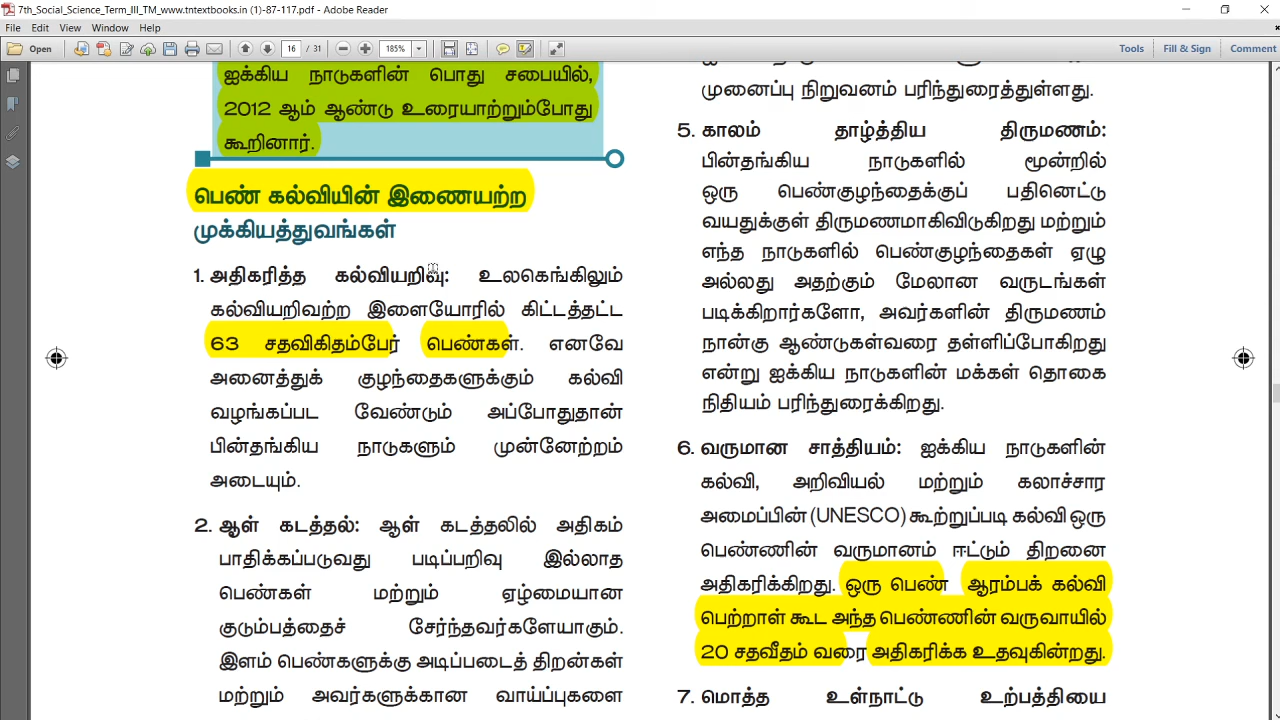 7th_Social_Science_Term_III_TM_www.tntextbooks.in (1)-87-117.pdf - Adobe Reader
File Edit View Window Help
Open 16 / 31 185% Tools Fill & Sign Comment
ஐக்கிய நாடுகளின் பொது சபையில்,
2012 ஆம் ஆண்டு உரையாற்றும்போது
கூறினார்.
பெண் கல்வியின் இணையற்ற
முக்கியத்துவங்கள்
1. அதிகரித்த கல்வியறிவு: உலகெங்கிலும்
கல்வியறிவற்ற இளையோரில் கிட்டத்தட்ட
63 சதவிகிதம்பேர் பெண்கள். எனவே
அனைத்துக் குழந்தைகளுக்கும் கல்வி
வழங்கப்பட வேண்டும் அப்போதுதான்
பின்தங்கிய நாடுகளும் முன்னேற்றம்
அடையும்.
2. ஆள் கடத்தல்: ஆள் கடத்தலில் அதிகம்
பாதிக்கப்படுவது படிப்பறிவு இல்லாத
பெண்கள் மற்றும் ஏழ்மையான
குடும்பத்தைச் சேர்ந்தவர்களேயாகும்.
இளம் பெண்களுக்கு அடிப்படைத் திறன்கள்
மற்றும் அவர்களுக்கான வாய்ப்புகளை
முனைப்பு நிறுவனம் பரிந்துரைத்துள்ளது.
5. காலம் தாழ்த்திய திருமணம்:
பின்தங்கிய நாடுகளில் மூன்றில்
ஒரு பெண்குழந்தைக்குப் பதினெட்டு
வயதுக்குள் திருமணமாகிவிடுகிறது மற்றும்
எந்த நாடுகளில் பெண்குழந்தைகள் ஏழு
அல்லது அதற்கும் மேலான வருடங்கள்
படிக்கிறார்களோ, அவர்களின் திருமணம்
நான்கு ஆண்டுகள்வரை தள்ளிப்போகிறது
என்று ஐக்கிய நாடுகளின் மக்கள் தொகை
நிதியம் பரிந்துரைக்கிறது.
6. வருமான சாத்தியம்: ஐக்கிய நாடுகளின்
கல்வி, அறிவியல் மற்றும் கலாச்சார
அமைப்பின் (UNESCO) கூற்றுப்படி கல்வி ஒரு
பெண்ணின் வருமானம் ஈட்டும் திறனை
அதிகரிக்கிறது. ஒரு பெண் ஆரம்பக் கல்வி
பெற்றாள் கூட அந்த பெண்ணின் வருவாயில்
20 சதவீதம் வரை அதிகரிக்க உதவுகின்றது.
7. மொத்த உள்நாட்டு உற்பத்தியை